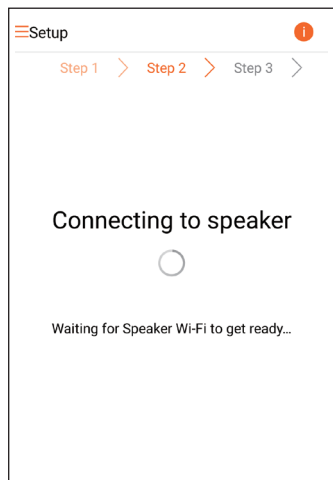 Setup
Step 1 Step 2 Step 3
Connecting to speaker
Waiting for Speaker Wi-Fi to get ready...